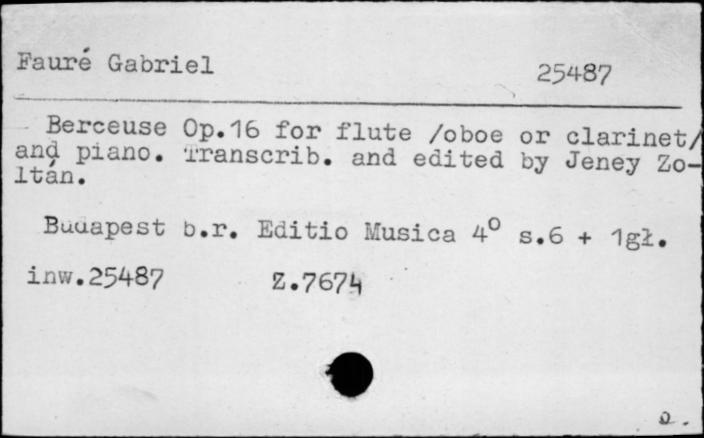 Fauré Gabriel 25487
Berceuse Op.16 for flute /oboe or clarinet/
and piano. Transcrib. and edited by Jeney Zo-
ltán.
Budapest b.r. Editio Musica 4° s.6 + 1gł.
inw.25487 Z.7674